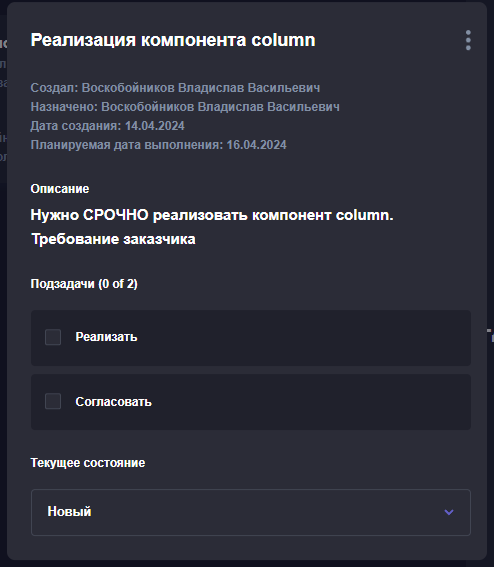 Реализация компонента column
Создал: Воскобойников Владислав Васильевич
Назначено: Воскобойников Владислав Васильевич
Дата создания: 14.04.2024
Планируемая дата выполнения: 16.04.2024
Описание
Нужно СРОЧНО реализовать компонент column.
Требование заказчика
Подзадачи (0 of 2)
Реализать
Согласовать
Текущее состояние
Новый